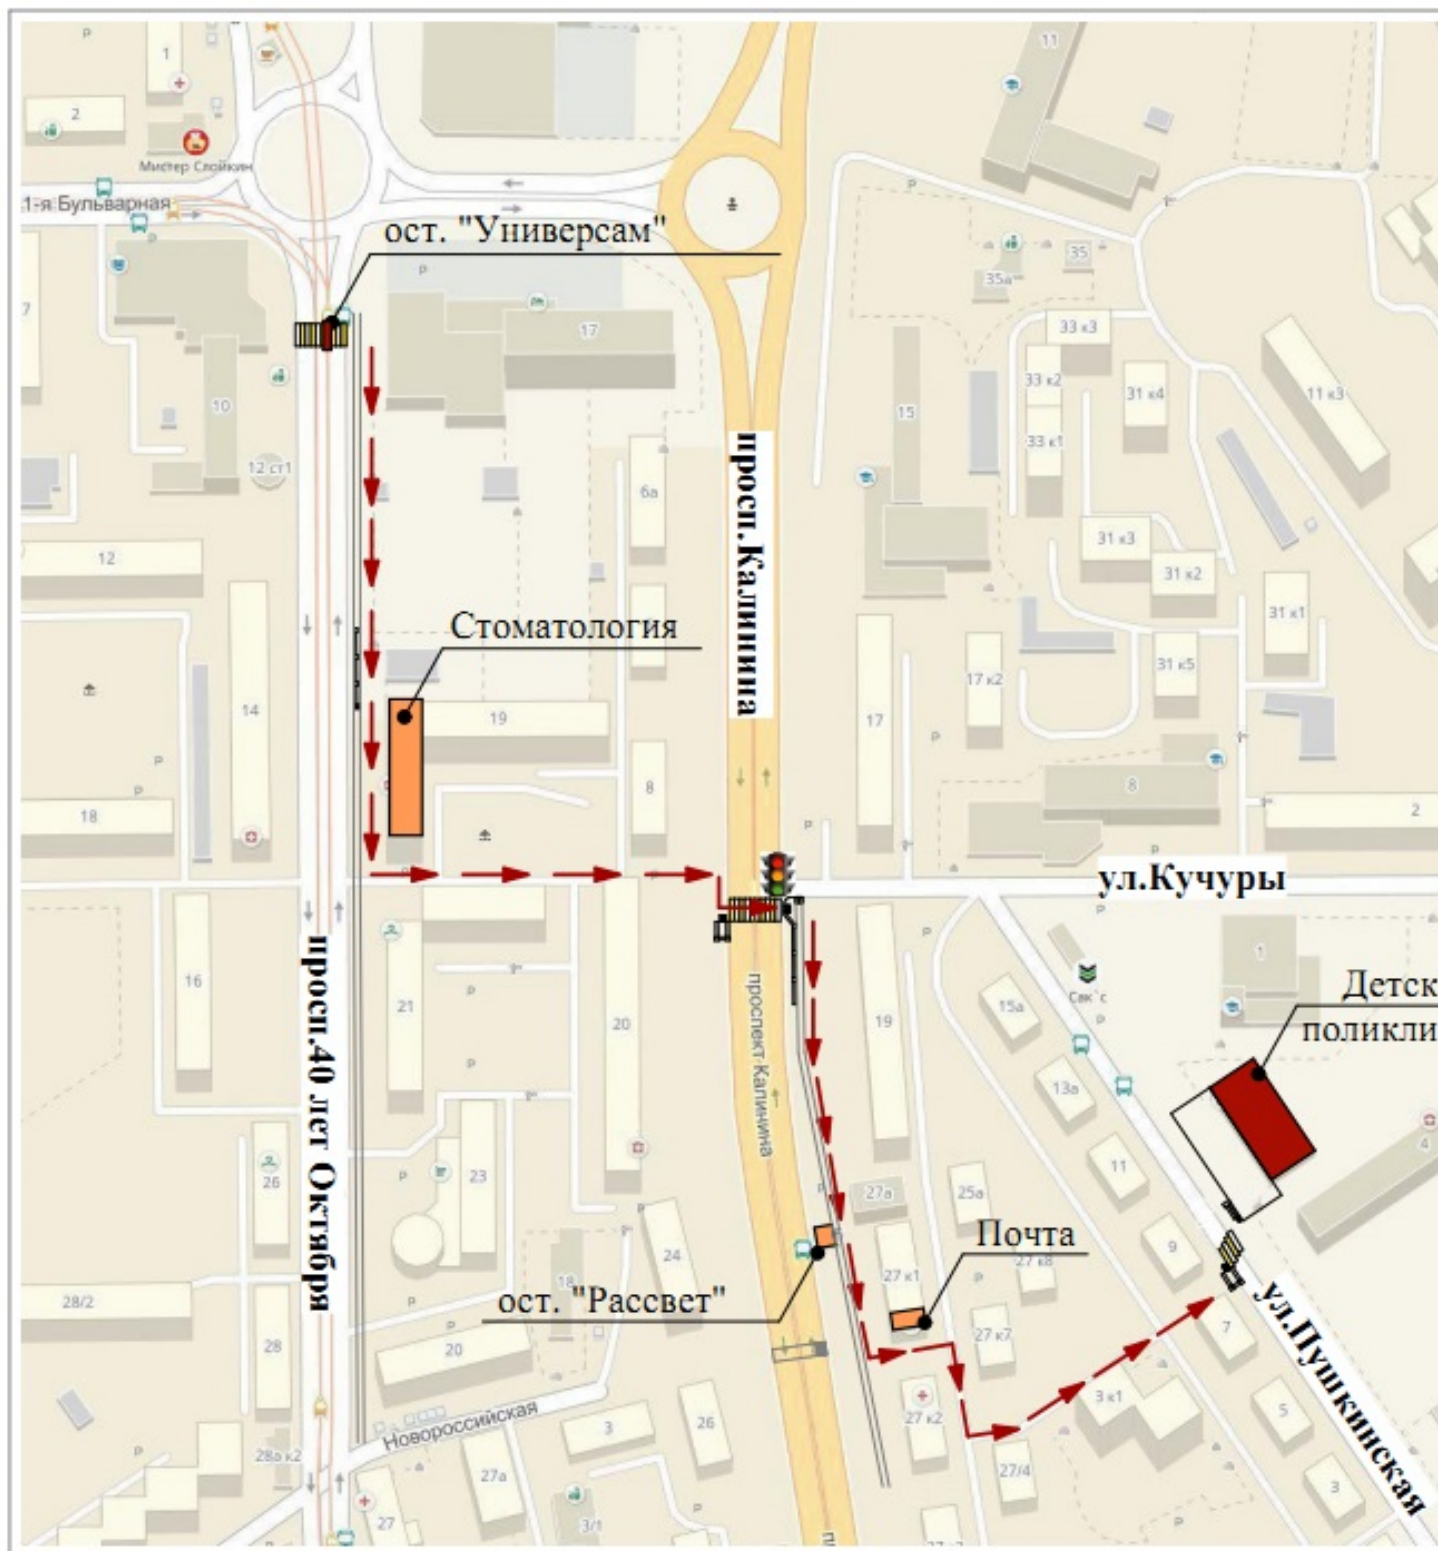 P
1
11
2
Мистер Слойкин
1-я Бульварная
P
P
ост. "Универсам"
P
35
35а
7
17
33 к3
10
15
33 к2
31 к4
11 к3
33 к1
12 ст1
6а
просп.Калинина
31 к3
12
31 к2
31 к1
Стоматология
14
17 к2
31 к5
19
17
P
P
P
8
8
18
2
P
P
P
P
ул.Кучуры
просп.40 лет Октября
P
P
1
16
21
20
проспект Калинина
19
15а
Сак`с
Детск
поликли
P
13а
P
11
4
26
23
P
27а
25а
P
24
Почта
9
18
27 к1
27 к8
P
28/2
ост. "Рассвет"
P
ул.Пушкинская
7
28
20
27 к7
3 к1
5
Новороссийская
3
26
27 к2
P
28а к2
27а
27/4
3
P
27
3/1
P